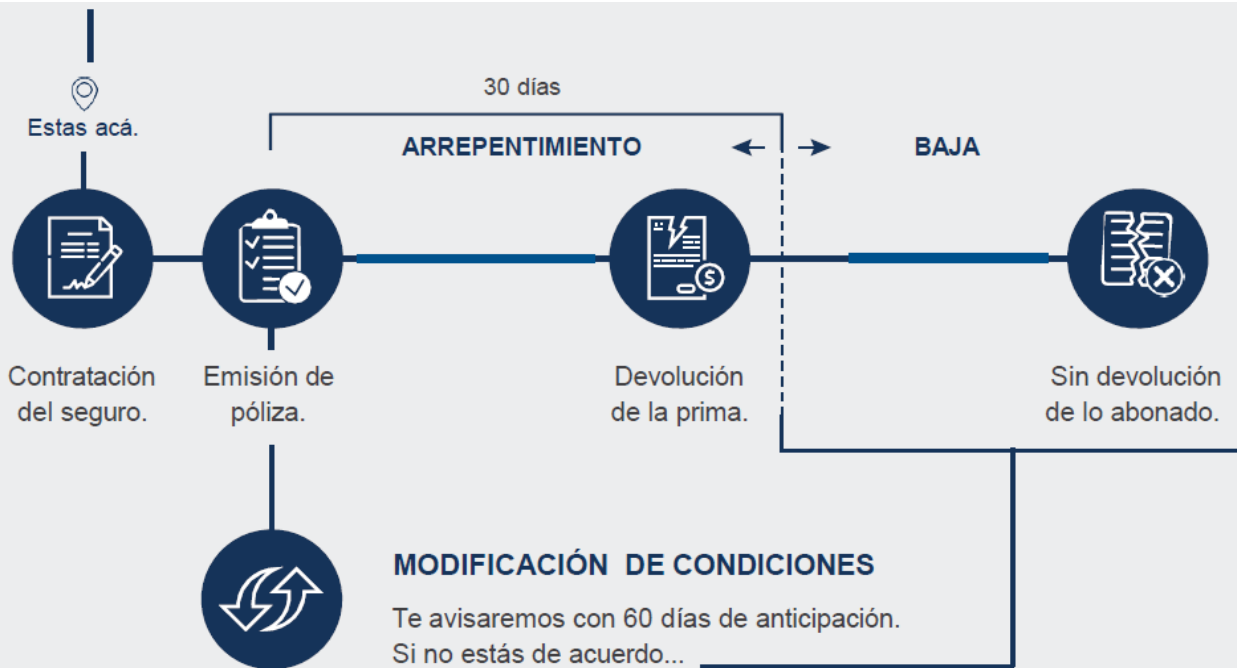 30 días
Estas acá.
ARREPENTIMIENTO
BAJA
$
Contratación
del seguro.
Emisión de
póliza.
Devolución
de la prima.
Sin devolución
de lo abonado.
MODIFICACIÓN DE CONDICIONES
Te avisaremos con 60 días de anticipación.
Si no estás de acuerdo...